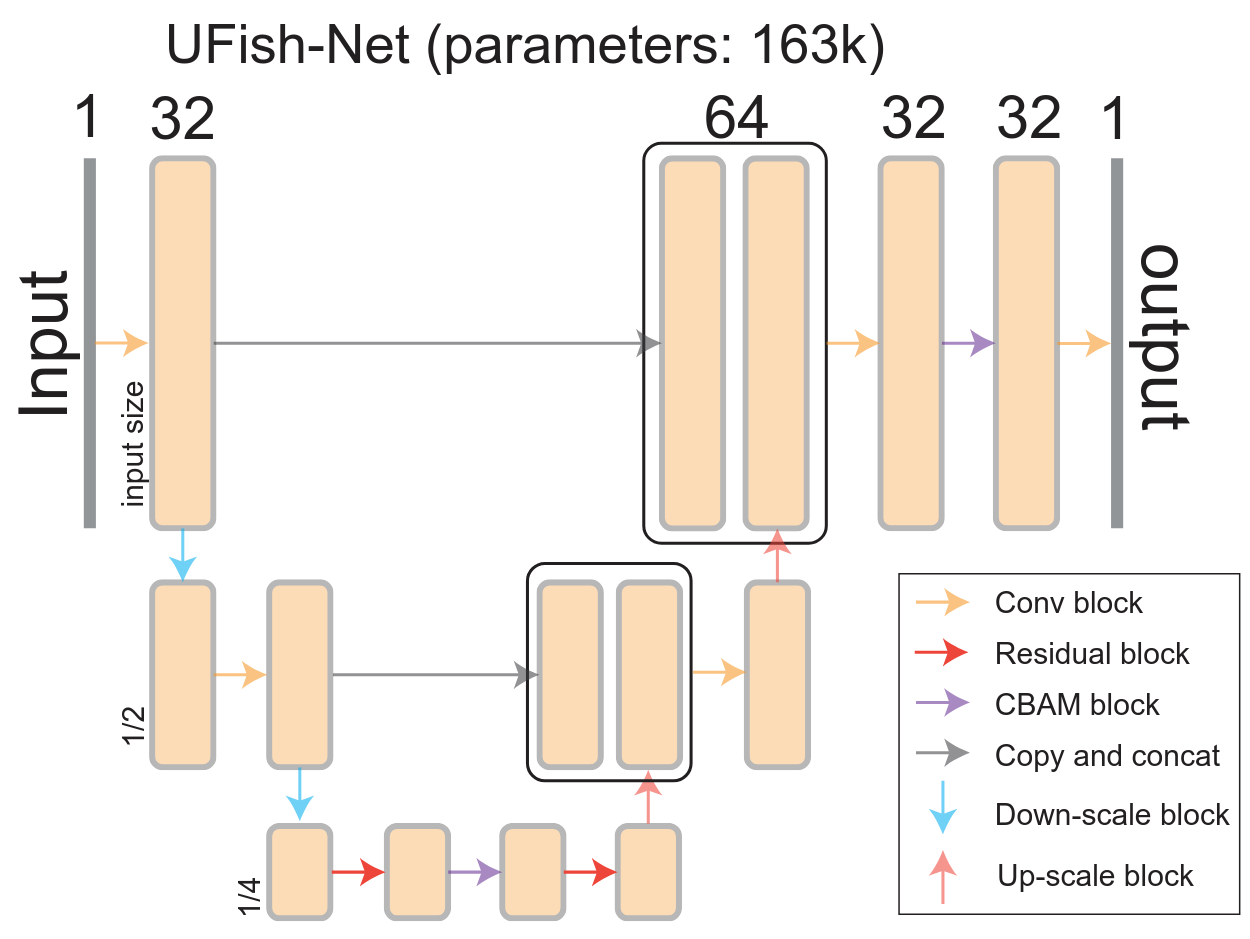 UFish-Net (parameters: 163k)
1 32 64 32 32 1
Input
input size
output
1/2
1/4
Conv block
Residual block
CBAM block
Copy and concat
Down-scale block
Up-scale block